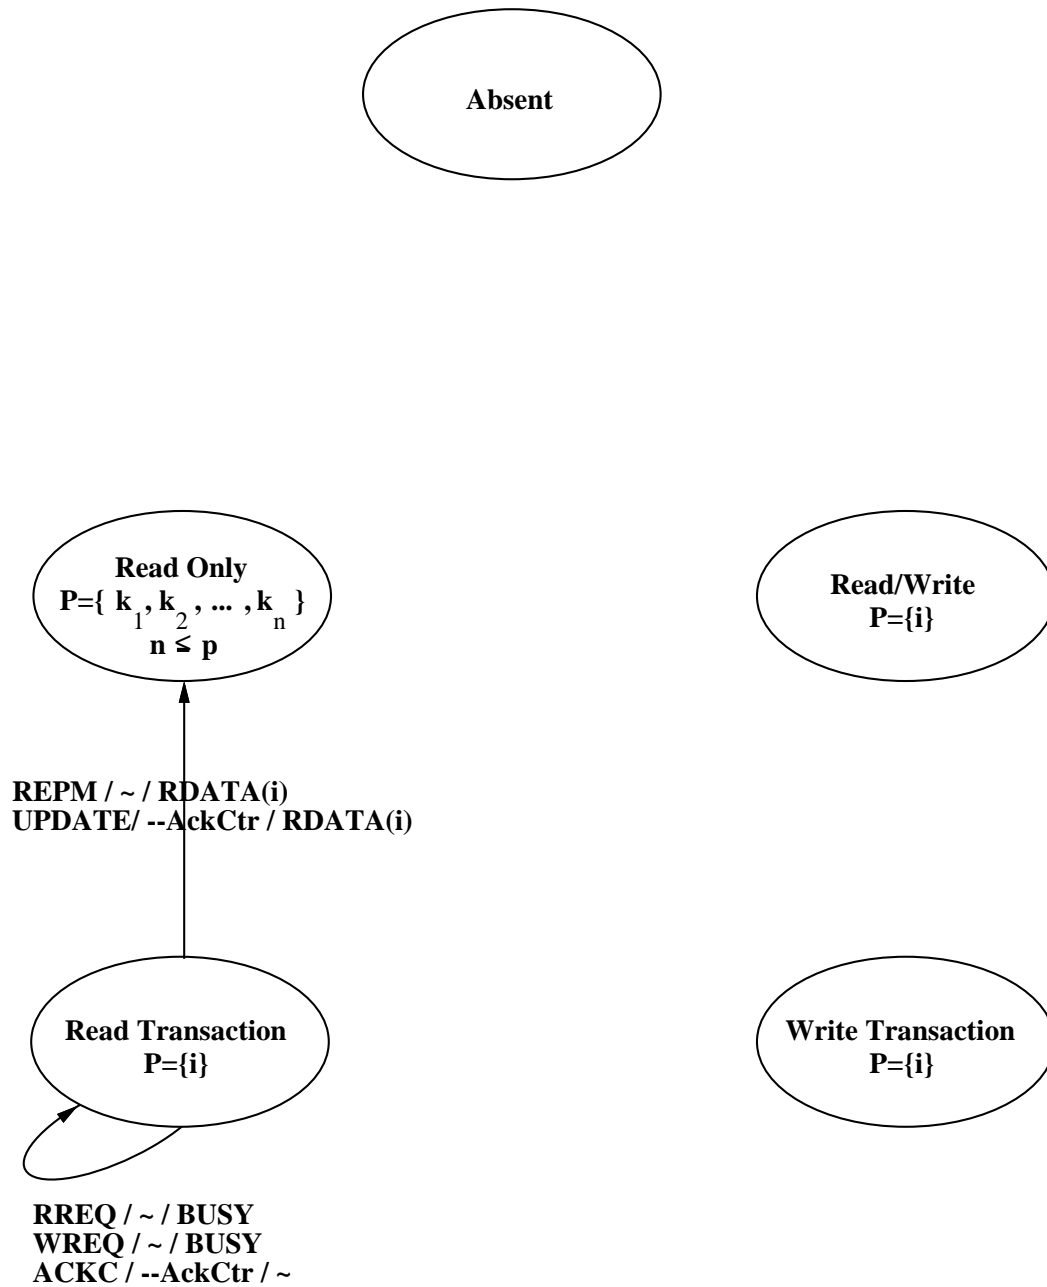 Absent
Read Only
P={ k1, k2 , ... , kn }
n ≤ p
Read/Write
P={i}
REPM / ~ / RDATA(i)
UPDATE/ --AckCtr / RDATA(i)
Read Transaction
P={i}
Write Transaction
P={i}
RREQ / ~ / BUSY
WREQ / ~ / BUSY
ACKC / --AckCtr / ~